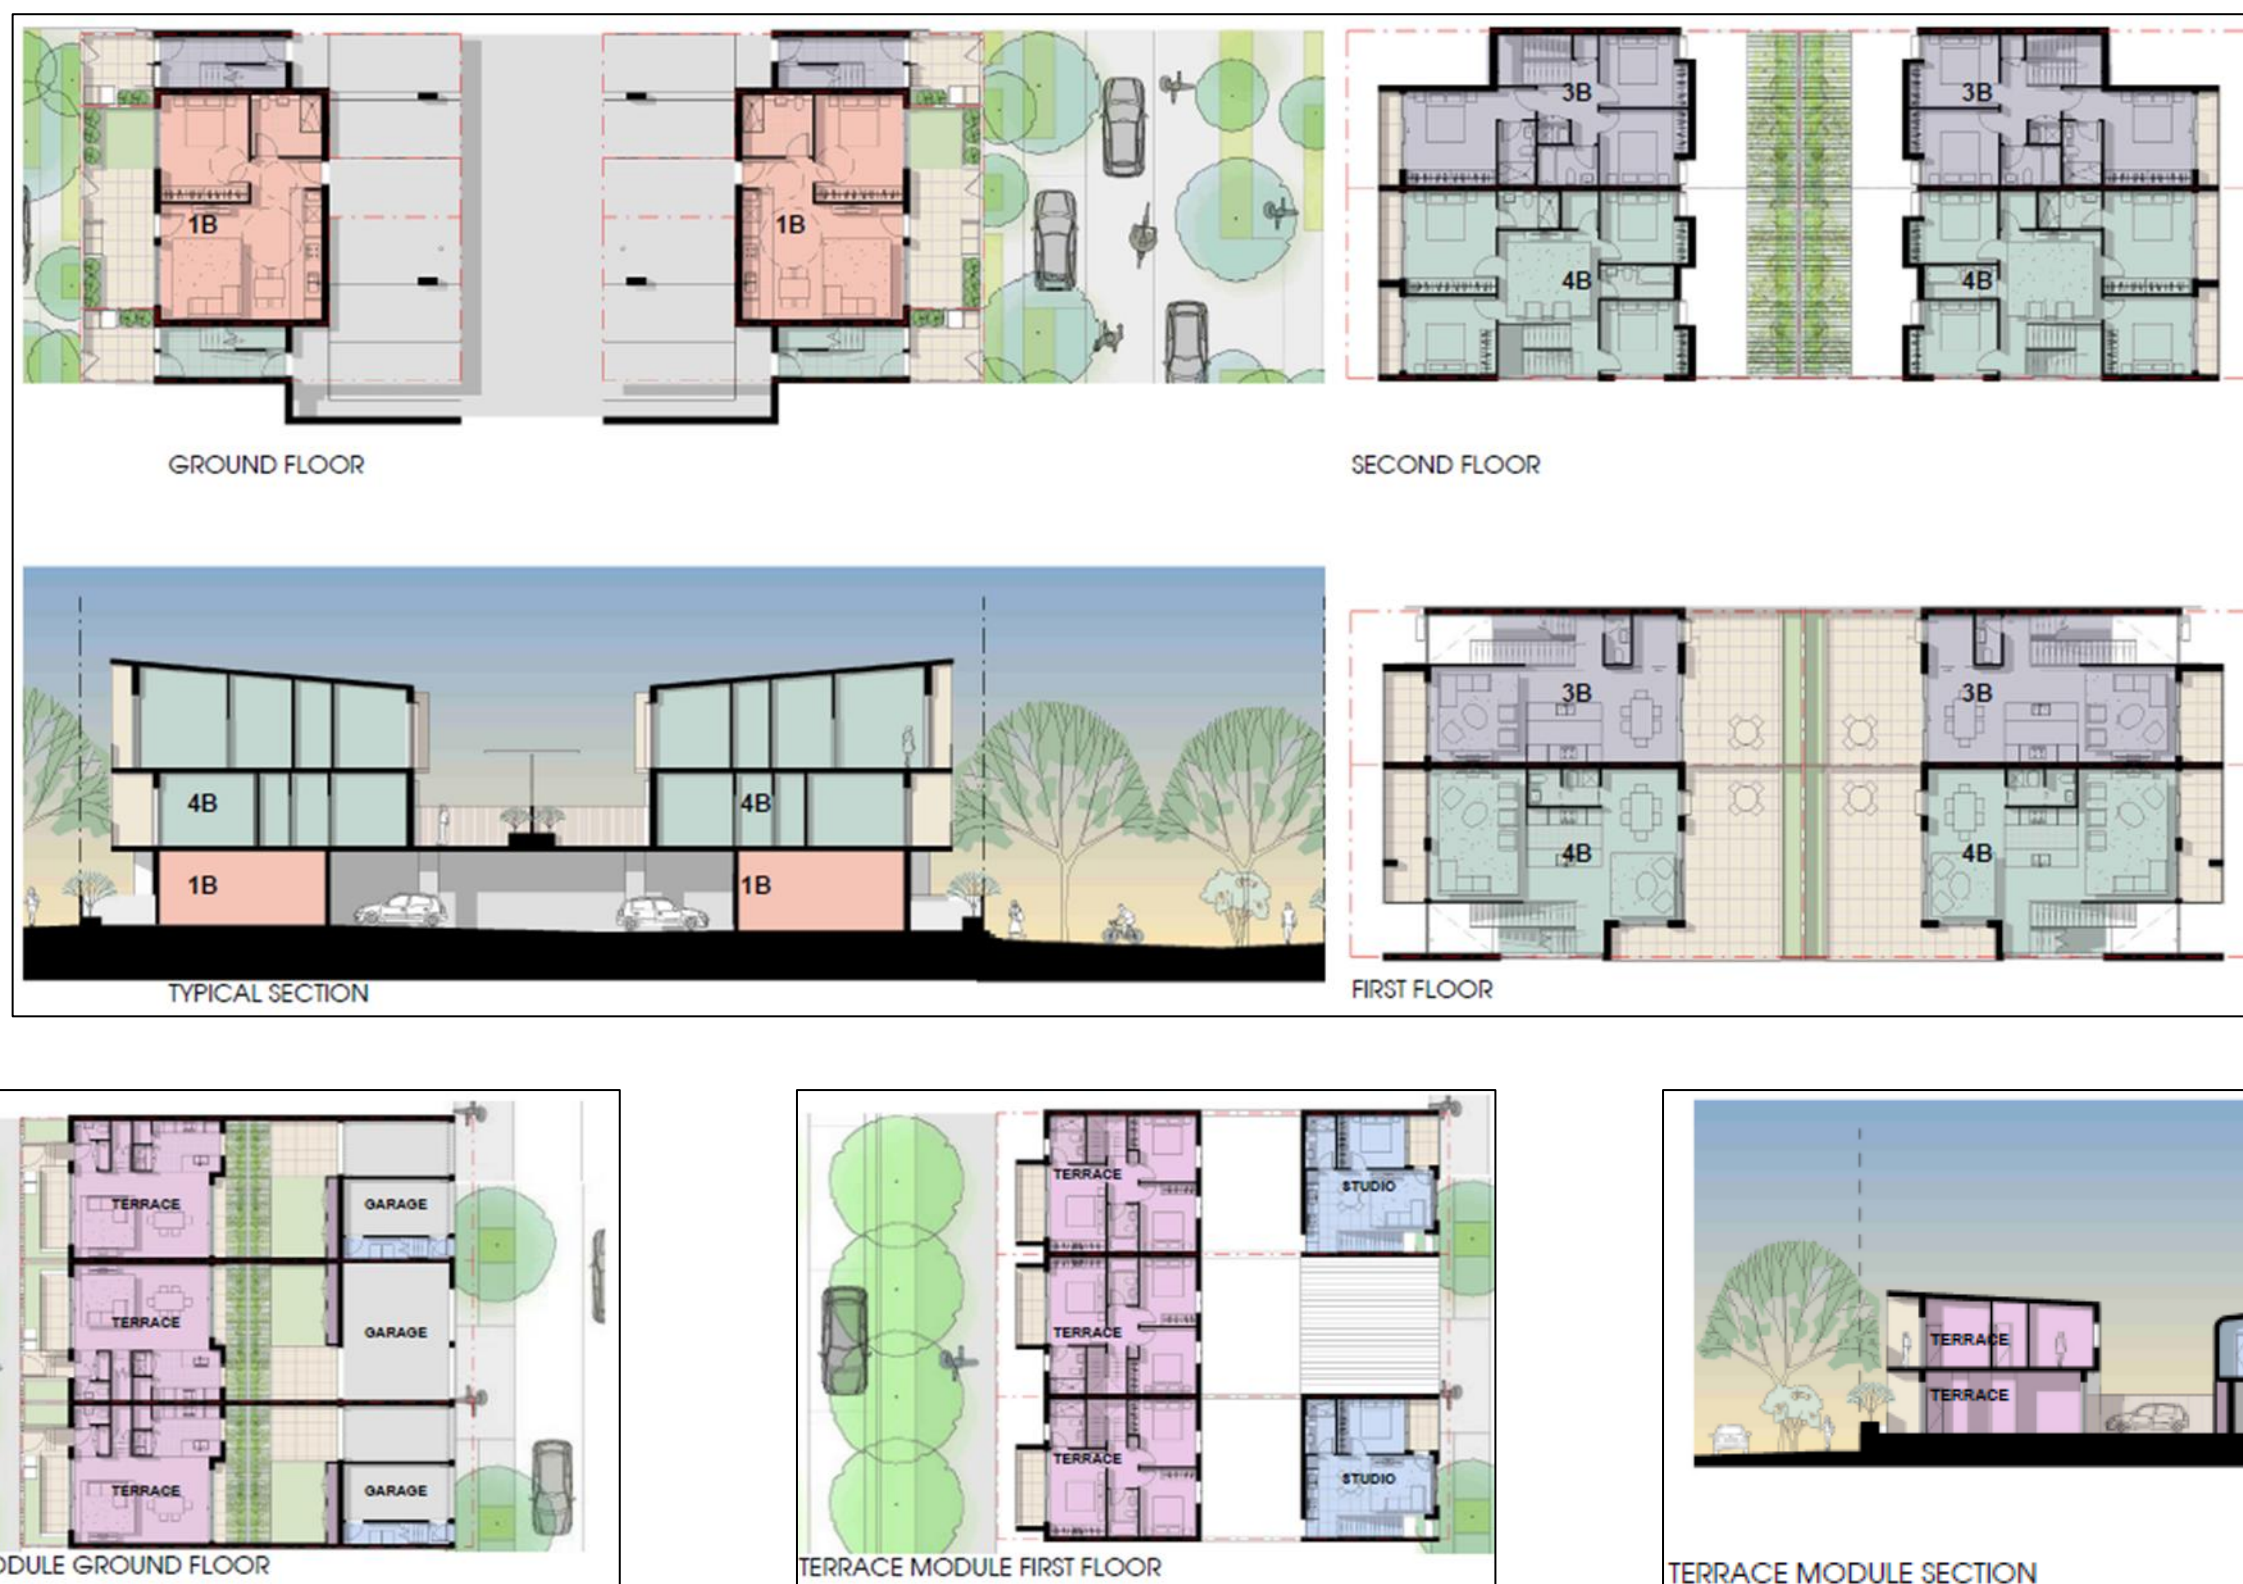 1B
1B
GROUND FLOOR
3B
3B
4B
4B
SECOND FLOOR
4B
4B
1B
1B
TYPICAL SECTION
3B
3B
4B
4B
FIRST FLOOR
TERRACE
GARAGE
TERRACE
GARAGE
TERRACE
GARAGE
ODULE GROUND FLOOR
TERRACE
STUDIO
TERRACE
TERRACE
STUDIO
TERRACE MODULE FIRST FLOOR
TERRACE
TERRACE
TERRACE MODULE SECTION